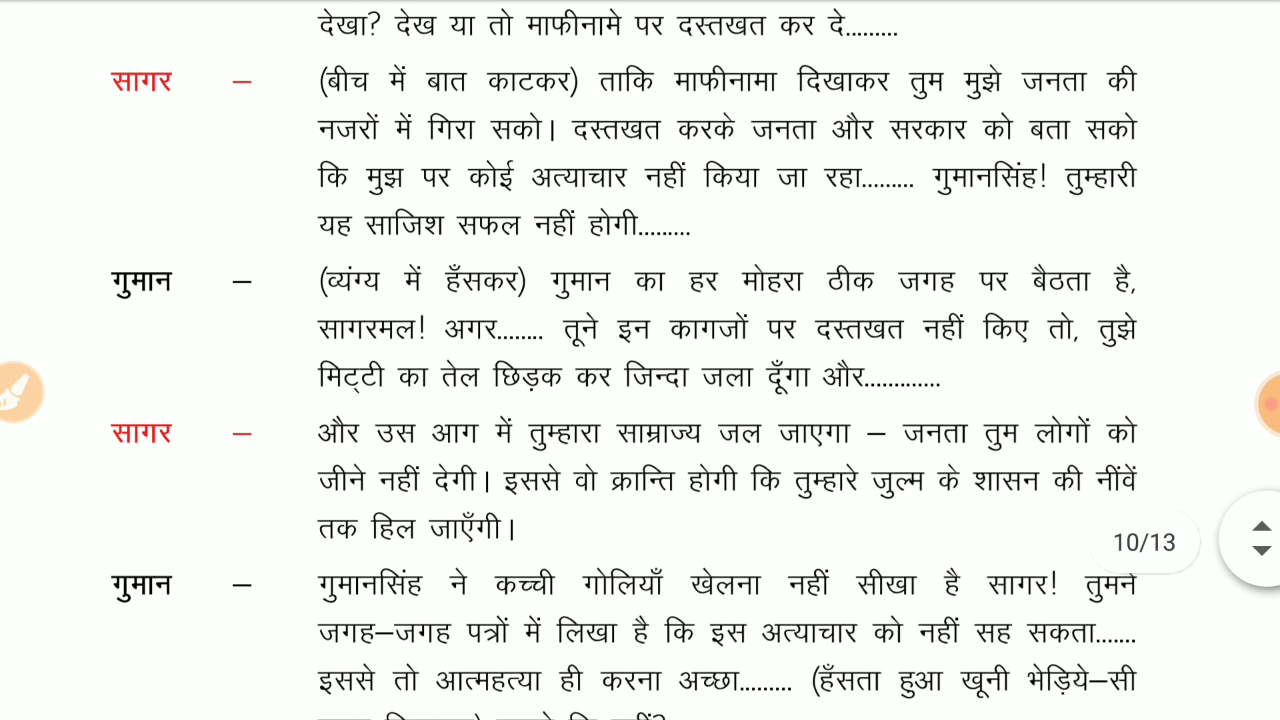 देखा? देख या तो माफीनामे पर दस्तखत कर दे.........
सागर – (बीच में बात काटकर) ताकि माफीनामा दिखाकर तुम मुझे जनता की
नजरों में गिरा सको। दस्तखत करके जनता और सरकार को बता सको
कि मुझ पर कोई अत्याचार नहीं किया जा रहा......... गुमानसिंह! तुम्हारी
यह साजिश सफल नहीं होगी.........
गुमान – (व्यंग्य में हँसकर) गुमान का हर मोहरा ठीक जगह पर बैठता है,
सागरमल! अगर........ तूने इन कागजों पर दस्तखत नहीं किए तो, तुझे
मिट्‌टी का तेल छिड़क कर जिन्दा जला दूँगा और.............
सागर – और उस आग में तुम्हारा साम्राज्य जल जाएगा – जनता तुम लोगों को
जीने नहीं देगी। इससे वो क्रान्ति होगी कि तुम्हारे जुल्म के शासन की नींवें
तक हिल जाएँगी।
10/13
गुमान – गुमानसिंह ने कच्ची गोलियाँ खेलना नहीं सीखा है सागर! तुमने
जगह–जगह पत्रों में लिखा है कि इस अत्याचार को नहीं सह सकता.......
इससे तो आत्महत्या ही करना अच्छा......... (हँसता हुआ खूनी भेड़िये–सी